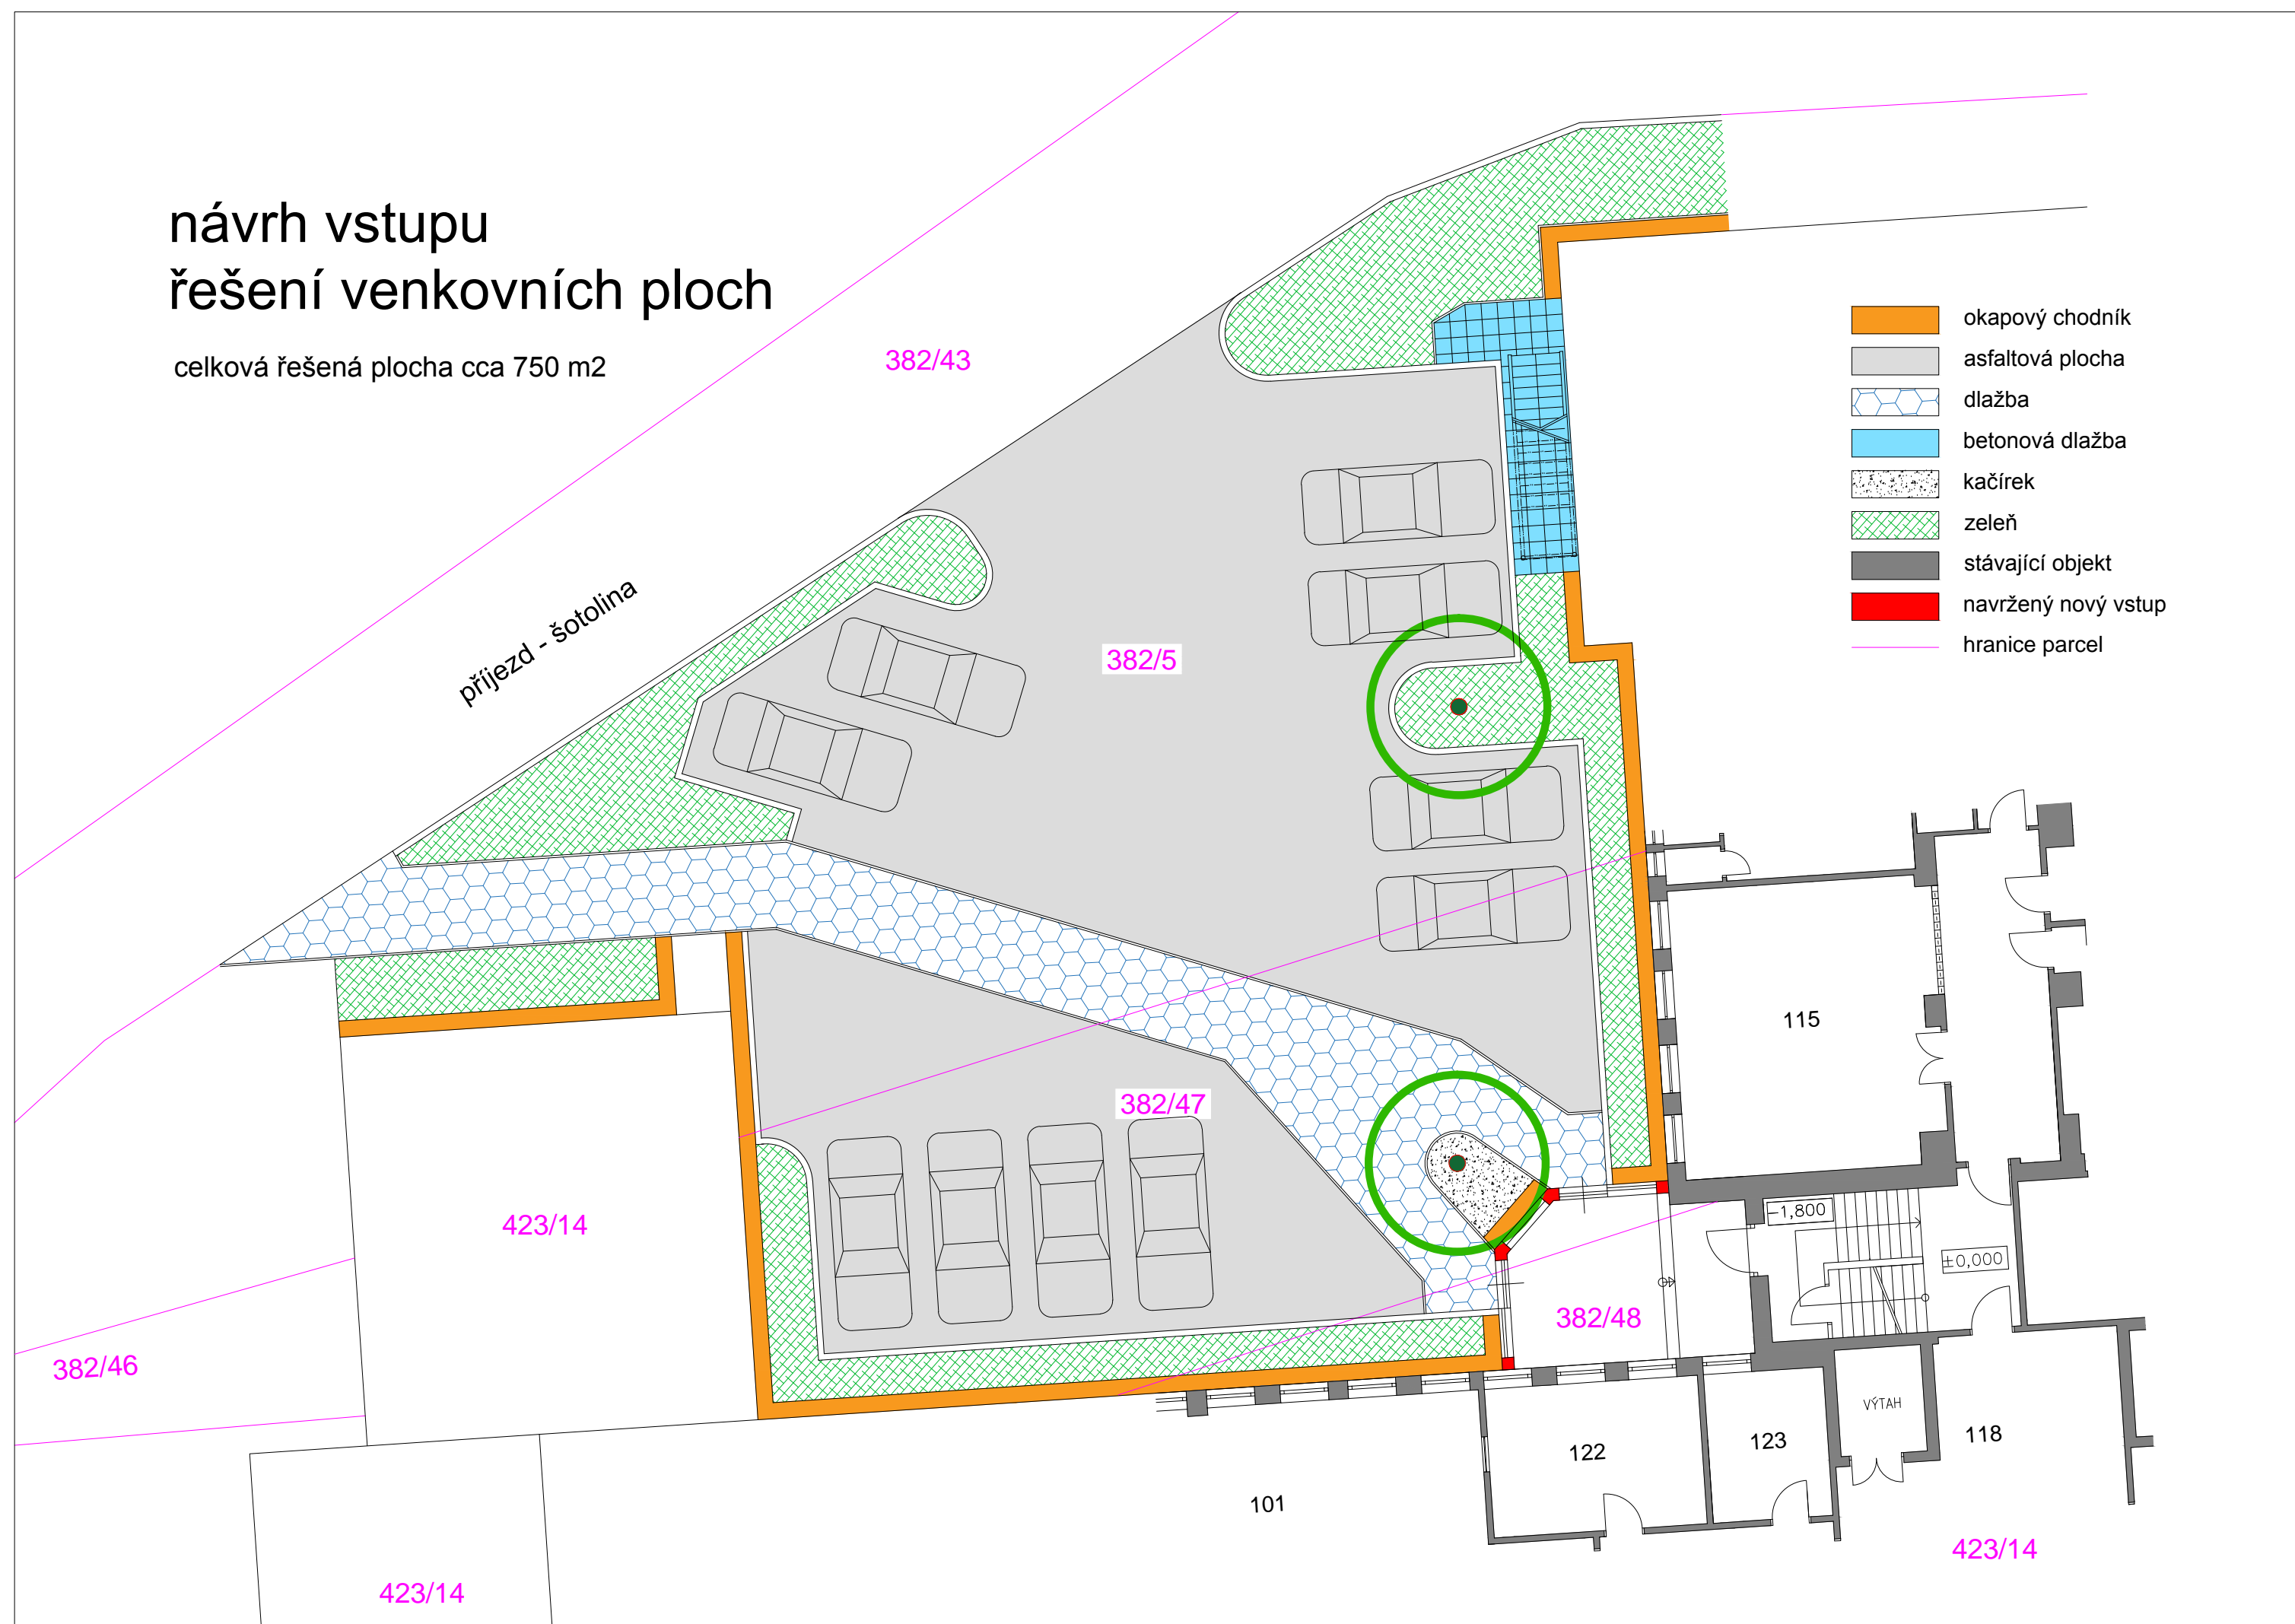 návrh vstupu
řešení venkovních ploch
celková řešená plocha cca 750 m2
382/43
okapový chodník
asfaltová plocha
dlažba
betonová dlažba
kačírek
zeleň
stávající objekt
navržený nový vstup
hranice parcel
příjezd - šotolina
382/5
115
382/47
423/14
-1,800
±0,000
382/48
382/46
VÝTAH
118
122
123
101
423/14
423/14